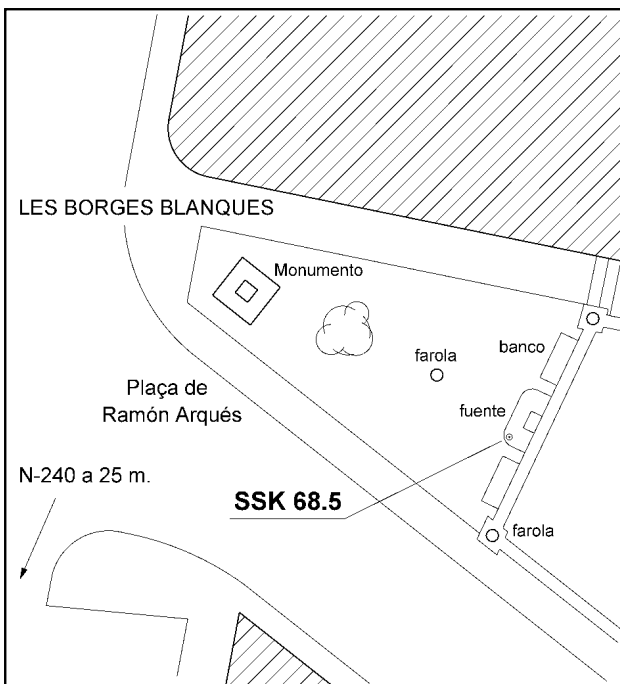 LES BORGES BLANQUES
Monumento
banco
farola
Plaça de
Ramón Arqués
fuente
N-240 a 25 m.
SSK 68.5
farola